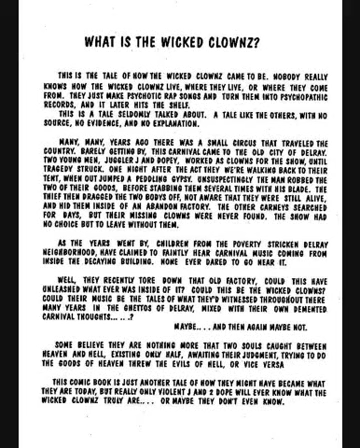 WHAT IS THE WICKED CLOWNZ?
THIS IS THE TALE OF HOW THE WICKED CLOWNZ CAME TO BE. NOBODY REALLY
KNOWS HOW THE WICKED CLOWNZ LIVE, WHERE THEY LIVE, OR WHERE THEY COME
FROM. THEY JUST MAKE PSYCHOTIC RAP SONGS AND TURN THEM INTO PSYCHOPATHIC
RECORDS, AND IT LATER HITS THE SHELF.
THIS IS A TALE SELDOMLY TALKED ABOUT. A TALE LIKE THE OTHERS, WITH NO
SOURCE, NO EVIDENCE, AND NO EXPLANATION.
MANY, MANY, YEARS AGO THERE WAS A SMALL CIRCUS THAT TRAVELED THE
COUNTRY. BARELY GETTING BY, THIS CARNIVAL CAME TO THE OLD CITY OF DELRAY.
TWO YOUNG MEN, JUGGLER J AND DOPEY, WORKED AS CLOWNS FOR THE SHOW, UNTIL
TRAGEDY STRUCK. ONE NIGHT AFTER THE ACT THEY'RE WALKING BACK TO THEIR
TENT, WHEN OUT JUMPED A PEDDLING GYPSY. UNSUSPECTINGLY THE MAN ROBBED THE
TWO OF THEIR GOODS, BEFORE STABBING THEM SEVERAL TIMES WITH HIS BLADE. THE
THIEF THEN DRAGGED THE TWO BODYS OFF, NOT AWARE THAT THEY WERE STILL ALIVE,
AND HID THEM INSIDE OF AN ABANDON FACTORY. THE OTHER CARNEYS SEARCHED
FOR DAYS, BUT THEIR MISSING CLOWNS WERE NEVER FOUND. THE SHOW HAD
NO CHOICE BUT TO LEAVE WITHOUT THEM.
AS THE YEARS WENT BY, CHILDREN FROM THE POVERTY STRICKEN DELRAY
NEIGHBORHOOD, HAVE CLAIMED TO FAINTLY HEAR CARNIVAL MUSIC COMING FROM
INSIDE THE DECAYING BUILDING. NONE EVER DARED TO GO NEAR IT.
WELL, THEY RECENTLY TORE DOWN THAT OLD FACTORY, COULD THIS HAVE
UNLEASHED WHAT EVER WAS INSIDE OF IT? COULD THIS BE THE WICKED CLOWNS?
COULD THEIR MUSIC BE THE TALES OF WHAT THEY'D WITNESSED THROUGHOUT THERE
MANY YEARS IN THE GHETTOS OF DELRAY, MIXED WITH THEIR OWN DEMENTED
CARNIVAL THOUGHTS.....?
MAYBE.... AND THEN AGAIN MAYBE NOT.
SOME BELIEVE THEY ARE NOTHING MORE THAT TWO SOULS CAUGHT BETWEEN
HEAVEN AND HELL, EXISTING ONLY HALF, AWAITING THEIR JUDGMENT, TRYING TO DO
THE GOODS OF HEAVEN THREW THE EVILS OF HELL, OR VICE VERSA
THIS COMIC BOOK IS JUST ANOTHER TALE OF HOW THEY MIGHT HAVE BECAME WHAT
THEY ARE TODAY, BUT REALLY ONLY VIOLENT J AND 2 DOPE WILL EVER KNOW WHAT THE
WICKED CLOWNZ TRULY ARE.... OR MAYBE THEY DON'T EVEN KNOW.